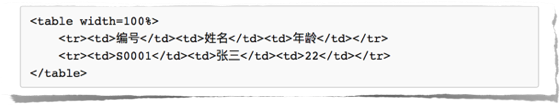 <table width=100%>
    <tr><td>编号</td><td>姓名</td><td>年龄</td></tr>
    <tr><td>S0001</td><td>张三</td><td>22</td></tr>
</table>